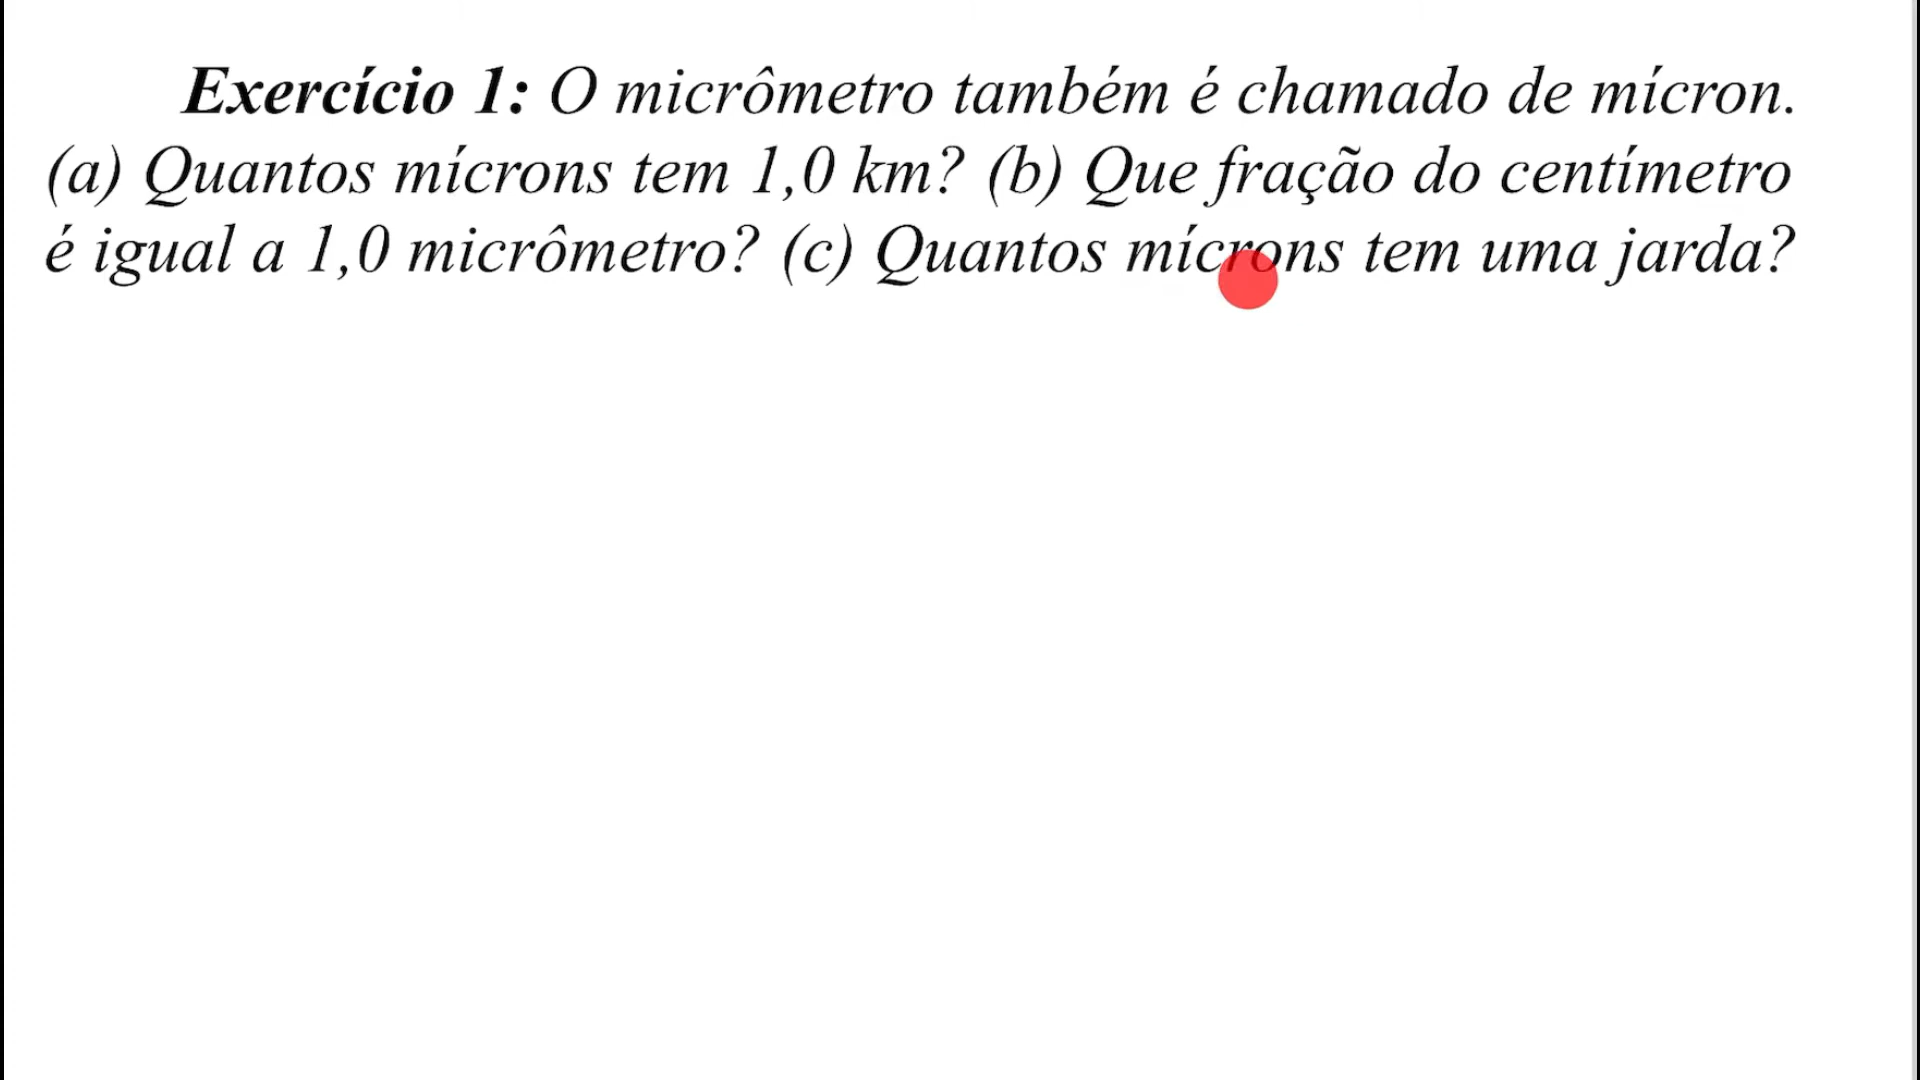 Exercício 1: O micrômetro também é chamado de mícron.
(a) Quantos mícrons tem 1,0 km? (b) Que fração do centímetro
é igual a 1,0 micrômetro? (c) Quantos mícrons tem uma jarda?